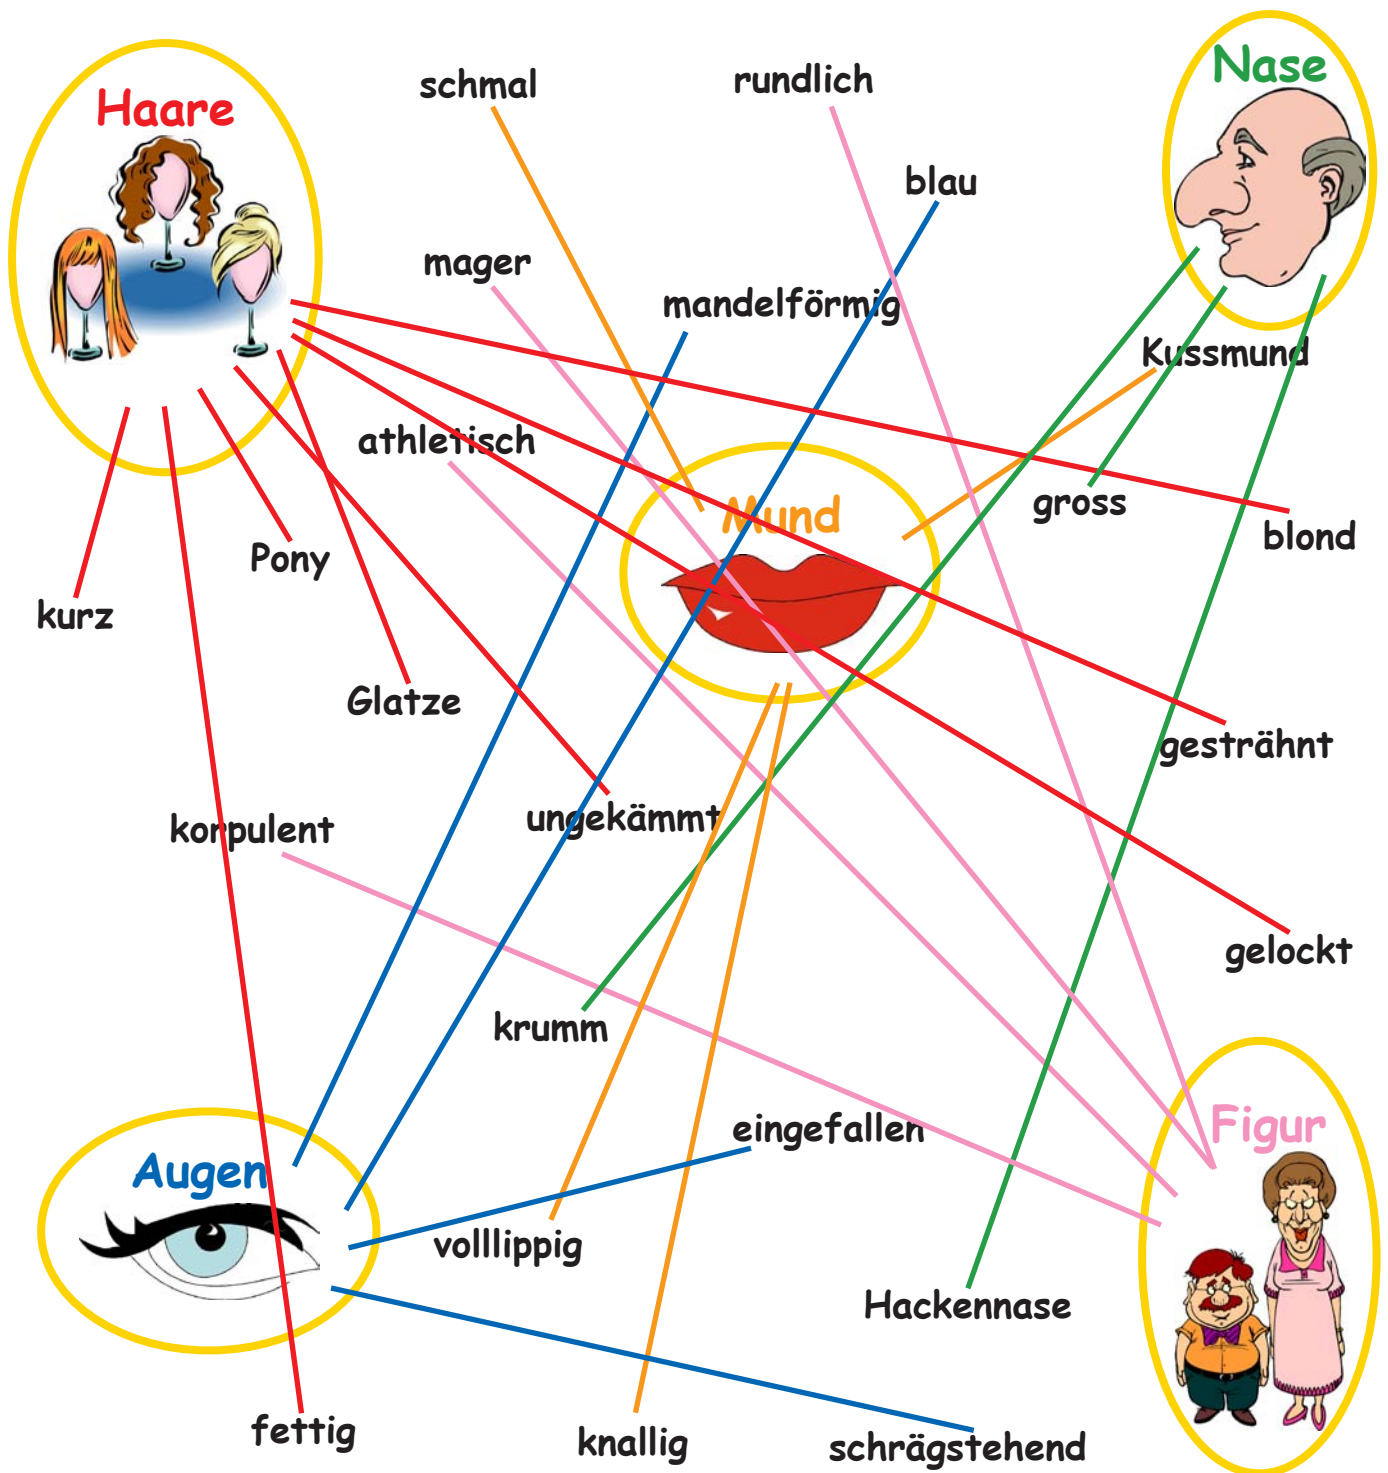 Nase
rundlich
schmal
Haare
blau
mager
mandelförmig
Kussmund
athletisch
gross
Mund
blond
Pony
kurz
Glatze
gesträhnt
ungekämmt
korpulent
gelockt
krumm
Figur
eingefallen
Augen
volllippig
Hackennase
fettig
knallig
schrägstehend